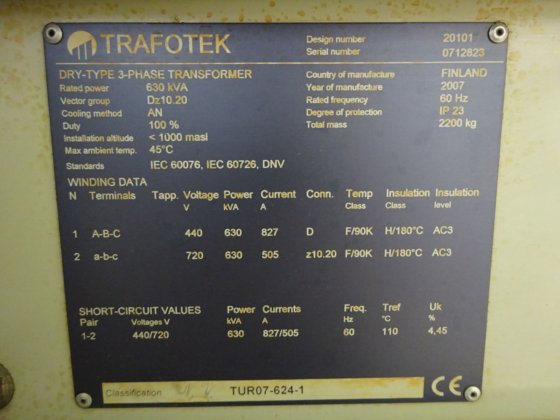 TRAFOTEK
Design number 20101
Serial number 0712823
DRY-TYPE 3-PHASE TRANSFORMER
Rated power 630 kVA
Vector group Dz10.20
Cooling method AN
Duty 100 %
Installation altitude < 1000 masl
Max ambient temp. 45°C
Standards IEC 60076, IEC 60726, DNV
Country of manufacture FINLAND
Year of manufacture 2007
Rated frequency 60 Hz
Degree of protection IP 23
Total mass 2200 kg
WINDING DATA
N Terminals Tapp. Voltage Power Current Conn. Temp Insulation Insulation
V kVA A Class Class level
1 A-B-C 440 630 827 D F/90K H/180°C AC3
2 a-b-c 720 630 505 z10.20 F/90K H/180°C AC3
SHORT-CIRCUIT VALUES Power Currents Freq. Tref Uk
Pair Voltages V kVA A Hz °C %
1-2 440/720 630 827/505 60 110 4,45
Classification TUR07-624-1
CE